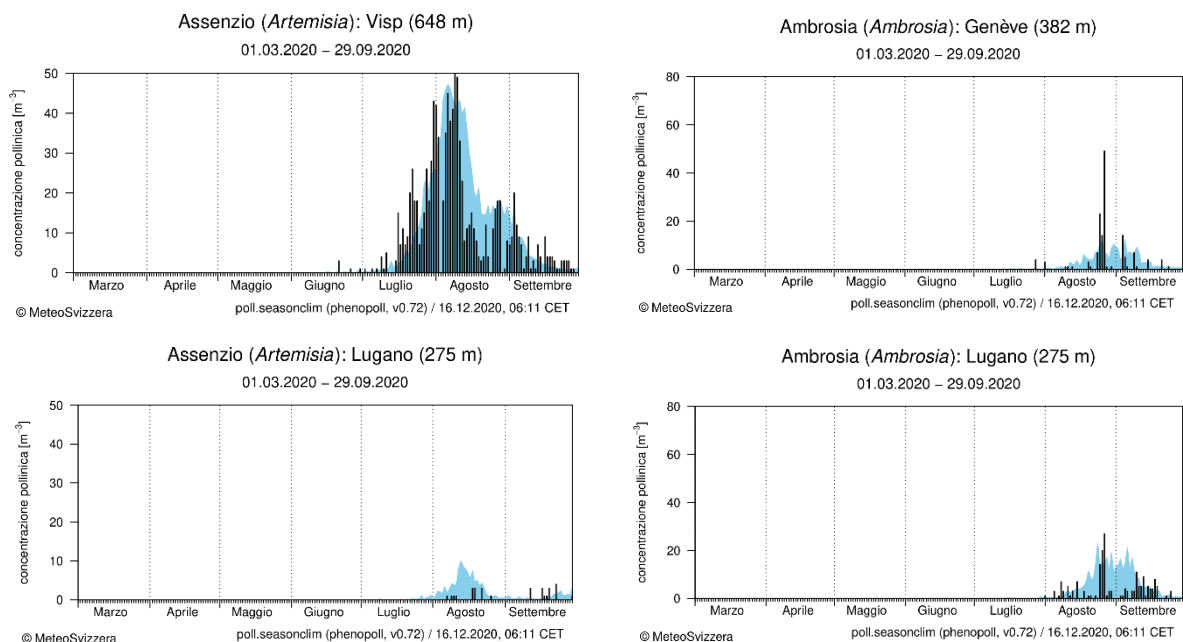 Assenzio (Artemisia): Visp (648 m)
01.03.2020 – 29.09.2020
concentrazione pollinica [m⁻³]
50
40
30
20
10
0
Marzo Aprile Maggio Giugno Luglio Agosto Settembre
© MeteoSvizzera
poll.seasonclim (phenopoll, v0.72) / 16.12.2020, 06:11 CET
Ambrosia (Ambrosia): Genève (382 m)
01.03.2020 – 29.09.2020
concentrazione pollinica [m⁻³]
80
60
40
20
0
Marzo Aprile Maggio Giugno Luglio Agosto Settembre
© MeteoSvizzera
poll.seasonclim (phenopoll, v0.72) / 16.12.2020, 06:11 CET
Assenzio (Artemisia): Lugano (275 m)
01.03.2020 – 29.09.2020
concentrazione pollinica [m⁻³]
50
40
30
20
10
0
Marzo Aprile Maggio Giugno Luglio Agosto Settembre
© MeteoSvizzera
poll.seasonclim (phenopoll, v0.72) / 16.12.2020, 06:11 CET
Ambrosia (Ambrosia): Lugano (275 m)
01.03.2020 – 29.09.2020
concentrazione pollinica [m⁻³]
80
60
40
20
0
Marzo Aprile Maggio Giugno Luglio Agosto Settembre
© MeteoSvizzera
poll.seasonclim (phenopoll, v0.72) / 16.12.2020, 06:11 CET